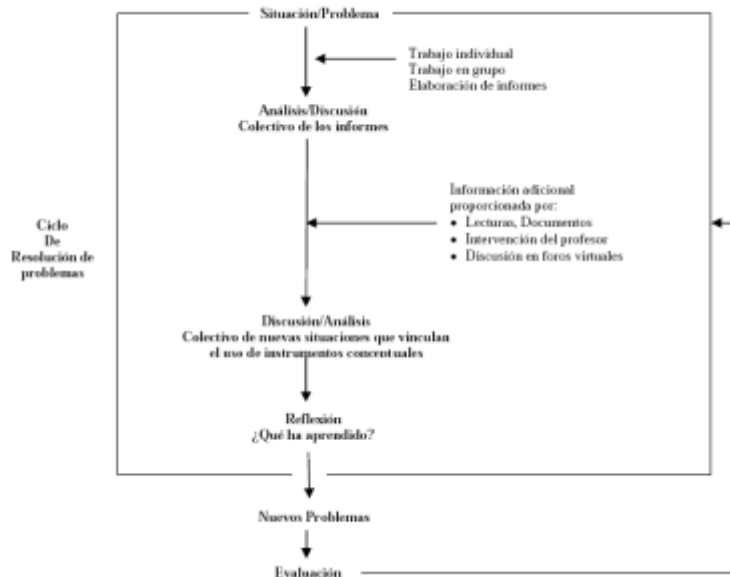 Situación/Problema
Trabajo individual
Trabajo en grupo
Elaboración de informes
Análisis/Discusión
Colectivo de los informes
Información adicional
proporcionada por:
• Lecturas, Documentos
• Intervención del profesor
• Discusión en foros virtuales
Ciclo
De
Resolución de
problemas
Discusión/Análisis
Colectivo de nuevas situaciones que vinculan
el uso de instrumentos conceptuales
Reflexión
¿Qué ha aprendido?
Nuevos Problemas
Evaluación